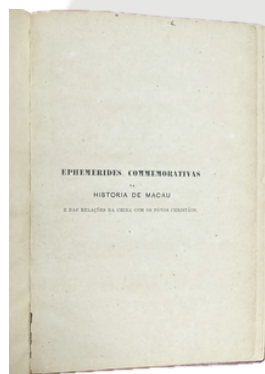 EPHEMERIDES COMMEMORATIVAS
DA
HISTORIA DE MACAU
E DAS RELAÇÕES DA CHINA COM OS POVOS CHRISTÃOS